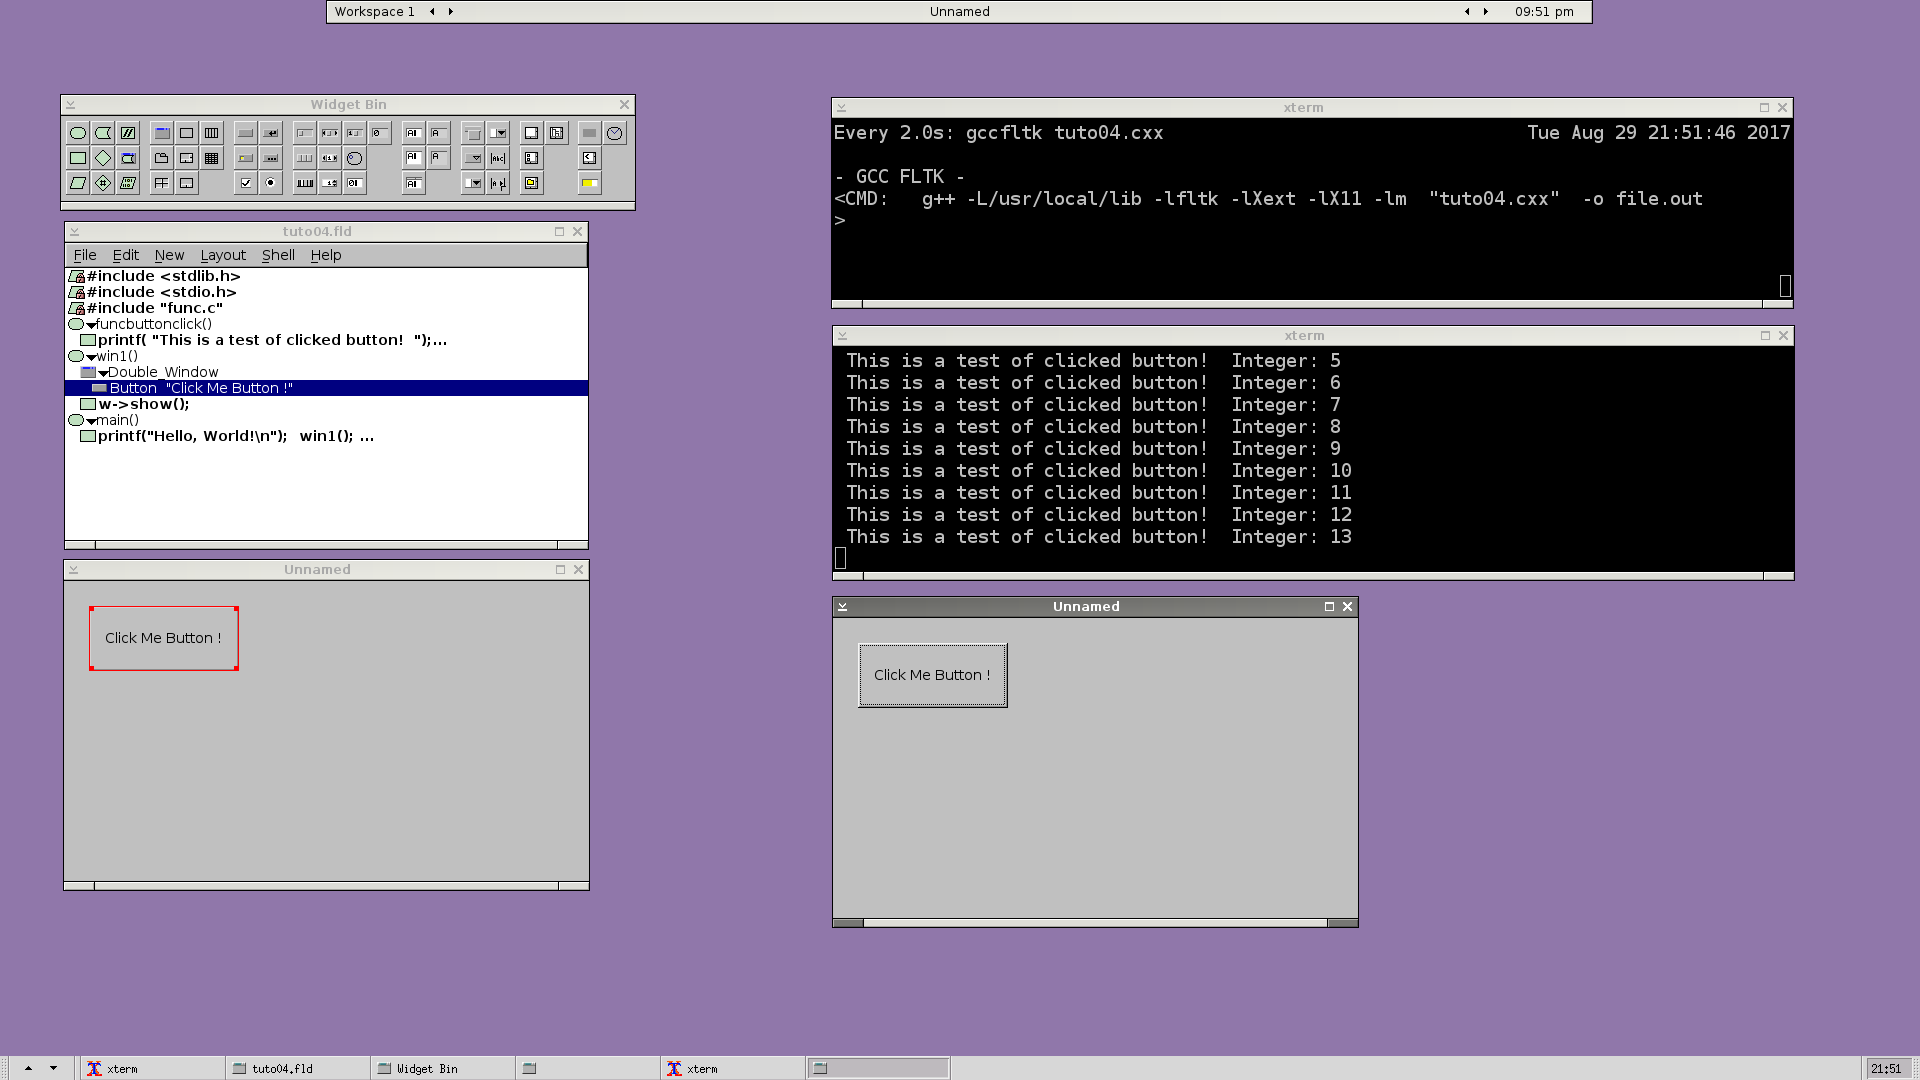 Workspace 1 Unnamed 09:51 pm
Widget Bin
tuto04.fld
File Edit New Layout Shell Help
#include <stdlib.h>
#include <stdio.h>
#include "func.c"
funcbuttonclick()
printf( "This is a test of clicked button!  ");...
win1()
Double_Window
Button  "Click Me Button !"
w->show();
main()
printf("Hello, World!\n");   win1(); ...
Unnamed
Click Me Button !
xterm
Every 2.0s: gccfltk tuto04.cxx Tue Aug 29 21:51:46 2017
- GCC FLTK -
<CMD:   g++ -L/usr/local/lib -lfltk -lXext -lX11 -lm  "tuto04.cxx"  -o file.out
>
xterm
This is a test of clicked button!  Integer: 5
This is a test of clicked button!  Integer: 6
This is a test of clicked button!  Integer: 7
This is a test of clicked button!  Integer: 8
This is a test of clicked button!  Integer: 9
This is a test of clicked button!  Integer: 10
This is a test of clicked button!  Integer: 11
This is a test of clicked button!  Integer: 12
This is a test of clicked button!  Integer: 13
Unnamed
Click Me Button !
xterm tuto04.fld Widget Bin xterm 21:51